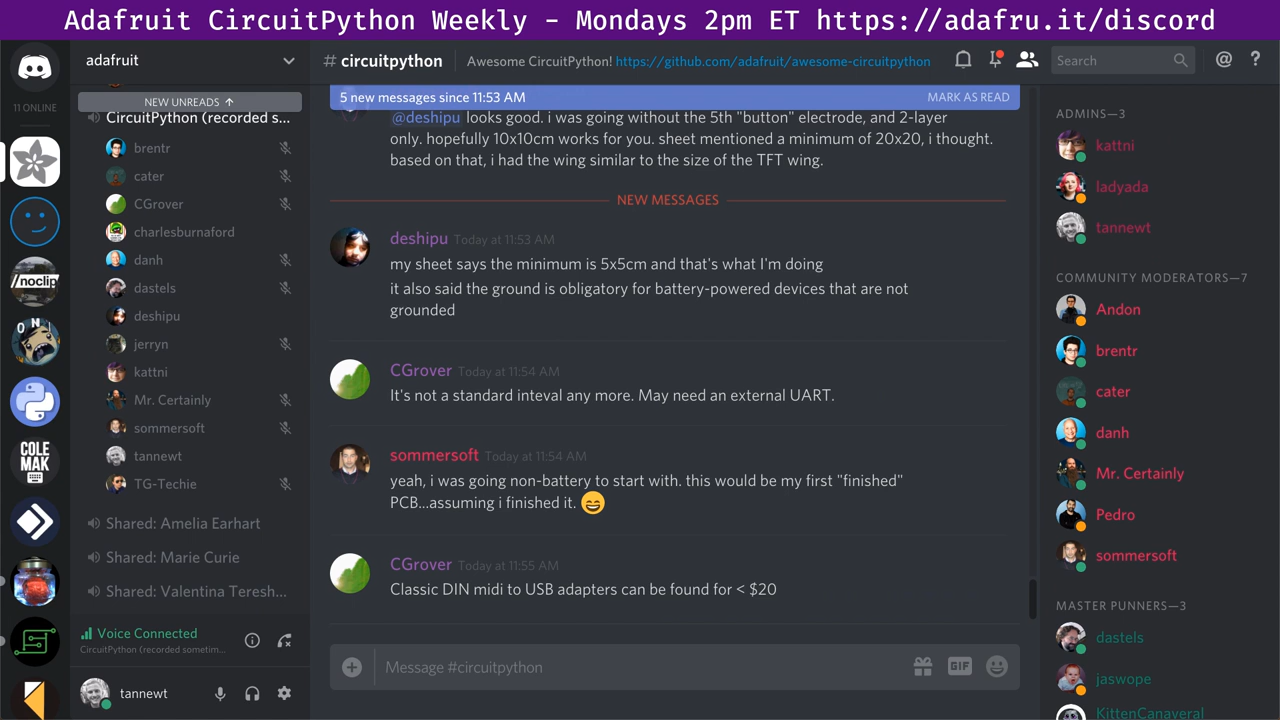 Adafruit CircuitPython Weekly - Mondays 2pm ET https://adafru.it/discord
11 ONLINE
/noclip
O N
COLE
MAK
adafruit
NEW UNREADS ↑
CircuitPython (recorded s...
brentr
cater
CGrover
charlesburnaford
danh
dastels
deshipu
jerryn
kattni
Mr. Certainly
sommersoft
tannewt
TG-Techie
Shared: Amelia Earhart
Shared: Marie Curie
Shared: Valentina Teresh...
Voice Connected
CircuitPython (recorded sometim...
tannewt
# circuitpython
Awesome CircuitPython! https://github.com/adafruit/awesome-circuitpython
Search
@ ?
5 new messages since 11:53 AM
MARK AS READ
@deshipu looks good. i was going without the 5th "button" electrode, and 2-layer
only. hopefully 10x10cm works for you. sheet mentioned a minimum of 20x20, i thought.
based on that, i had the wing similar to the size of the TFT wing.
NEW MESSAGES
deshipu Today at 11:53 AM
my sheet says the minimum is 5x5cm and that's what I'm doing
it also said the ground is obligatory for battery-powered devices that are not
grounded
CGrover Today at 11:54 AM
It's not a standard inteval any more. May need an external UART.
sommersoft Today at 11:54 AM
yeah, i was going non-battery to start with. this would be my first "finished"
PCB...assuming i finished it. 😄
CGrover Today at 11:55 AM
Classic DIN midi to USB adapters can be found for < $20
Message #circuitpython
GIF
ADMINS—3
kattni
ladyada
tannewt
COMMUNITY MODERATORS—7
Andon
brentr
cater
danh
Mr. Certainly
Pedro
sommersoft
MASTER PUNNERS—3
dastels
jaswope
KittenCanaveral